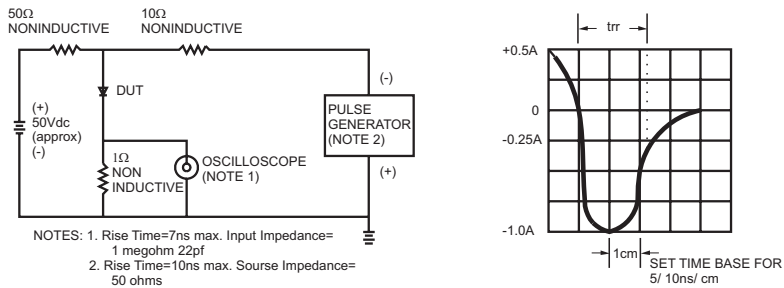 50Ω
NONINDUCTIVE
10Ω
NONINDUCTIVE
DUT
(+)
50Vdc
(approx)
(-)
1Ω
NON
INDUCTIVE
OSCILLOSCOPE
(NOTE 1)
(-)
PULSE
GENERATOR
(NOTE 2)
(+)
NOTES: 1. Rise Time=7ns max. Input Impedance=
1 megohm 22pf
2. Rise Time=10ns max. Sourse Impedance=
50 ohms
trr
+0.5A
0
-0.25A
-1.0A
1cm
SET TIME BASE FOR
5/ 10ns/ cm